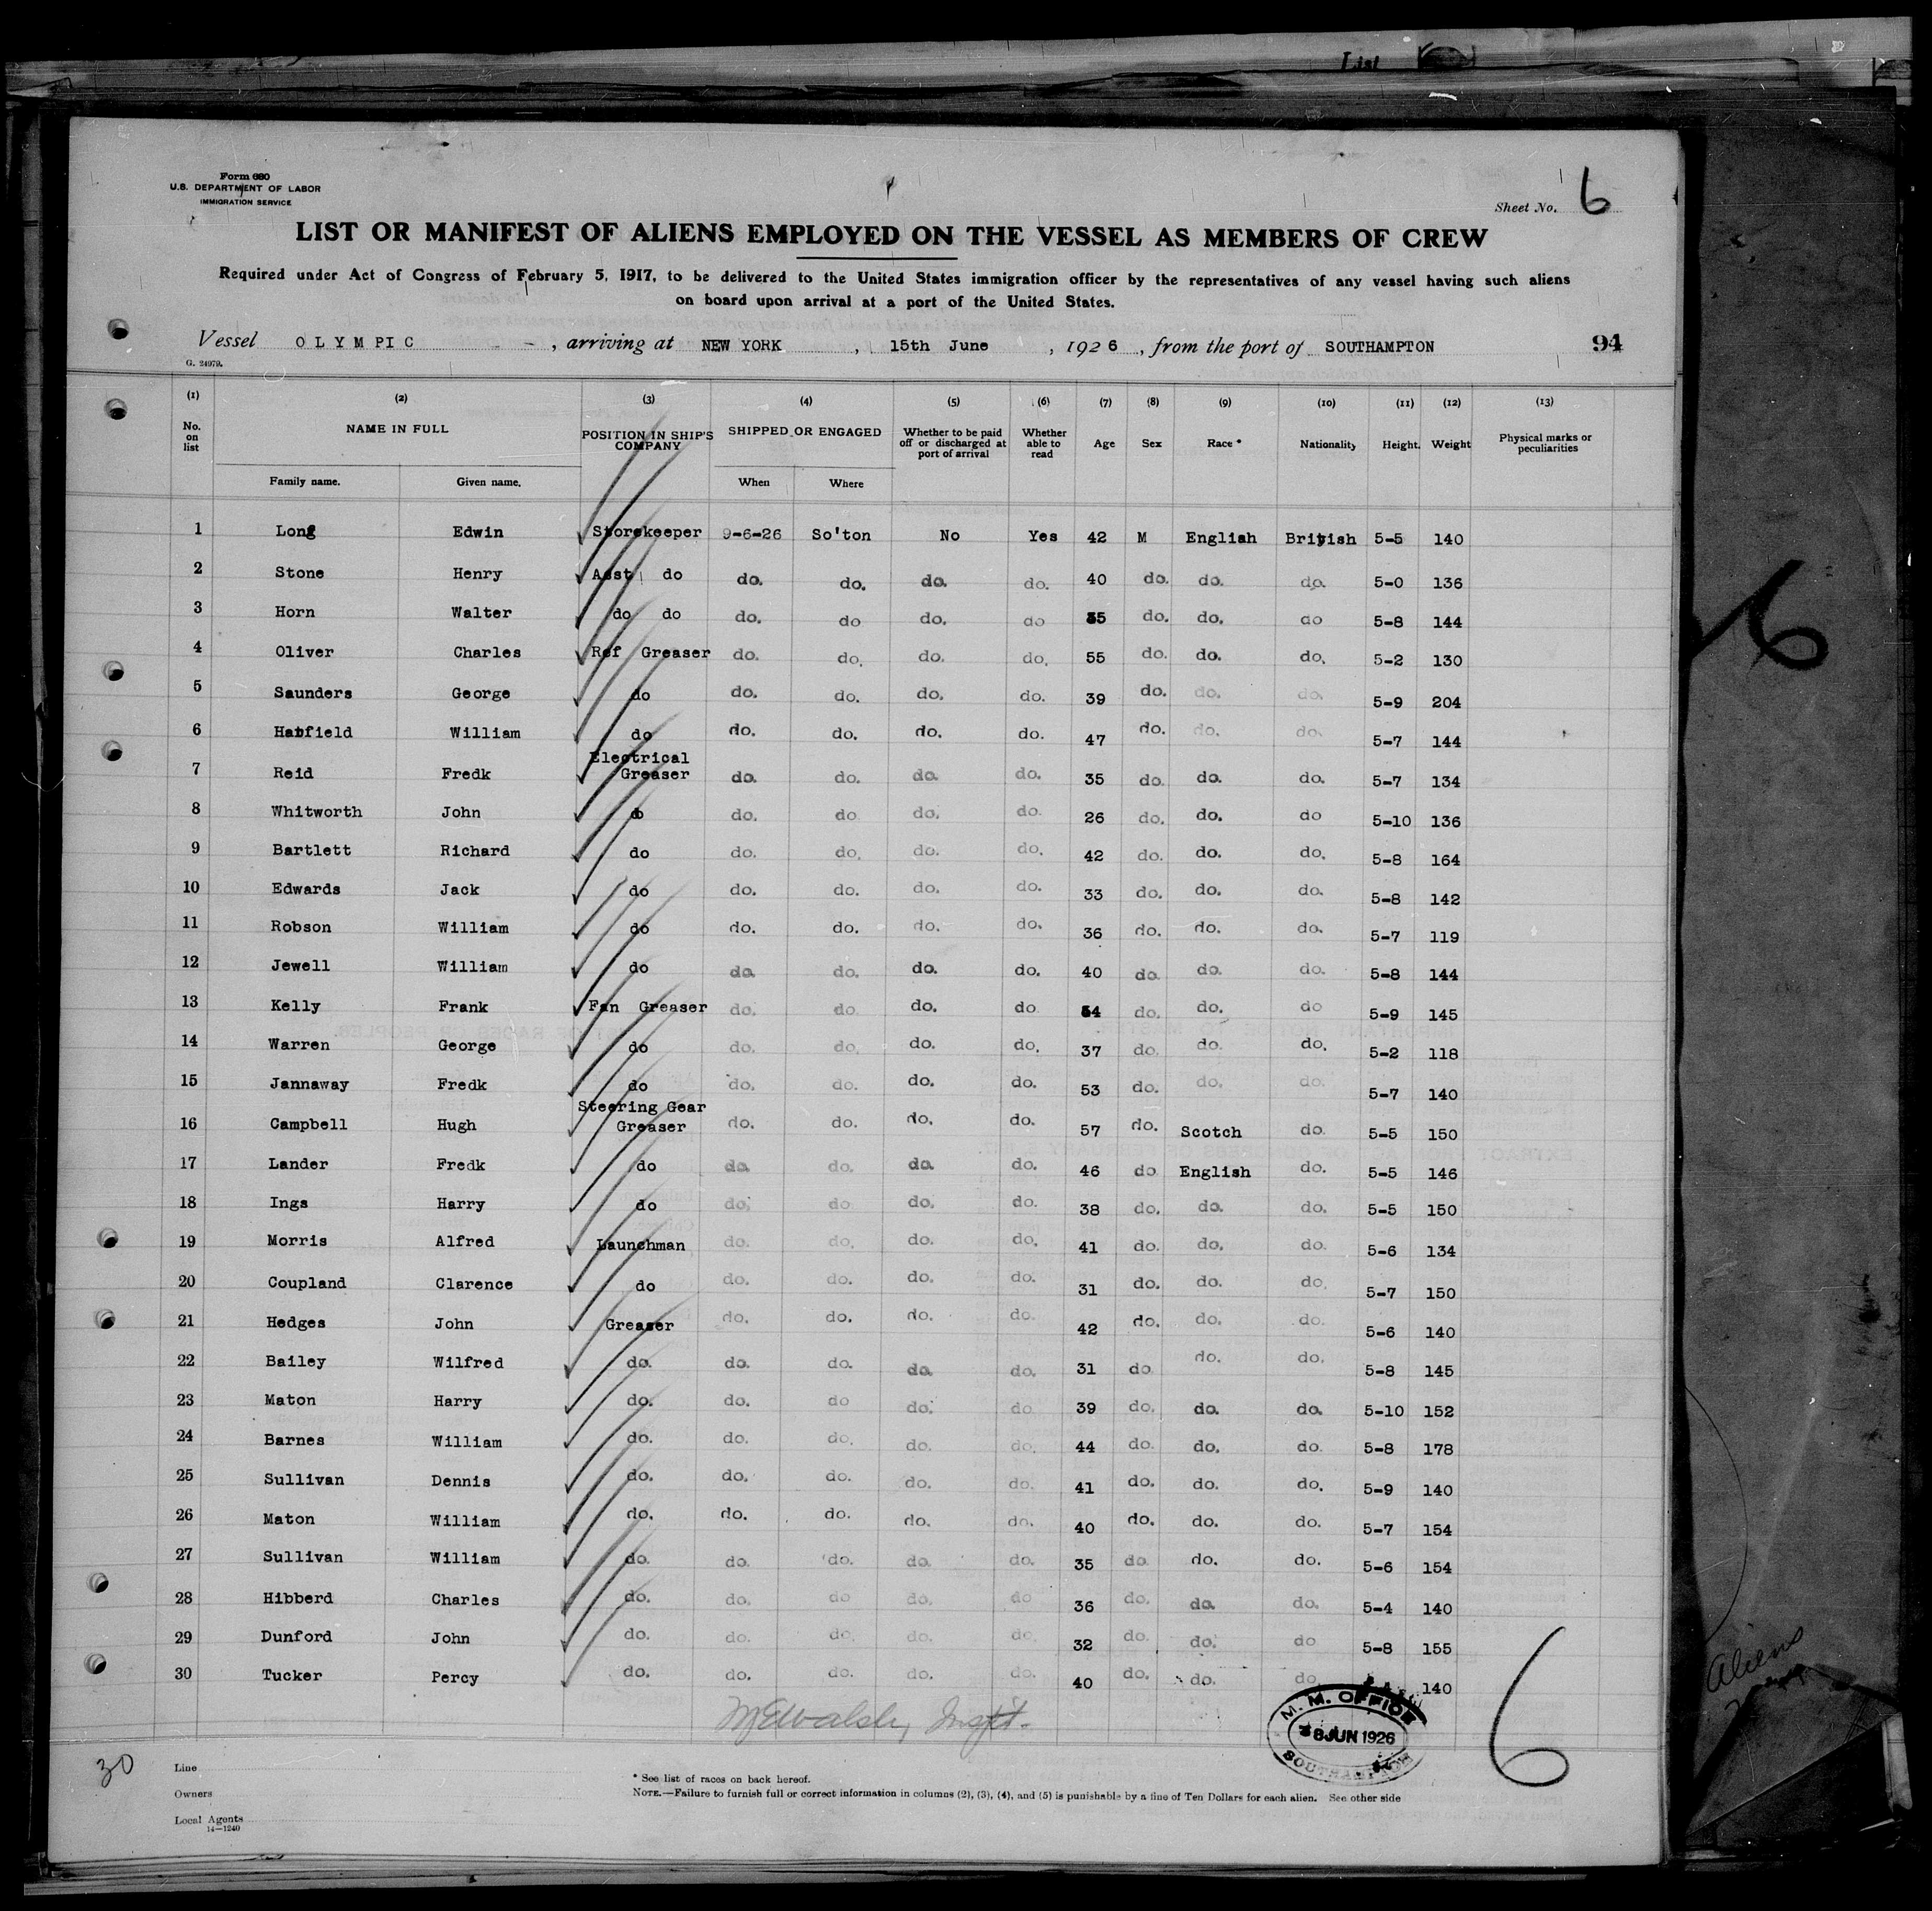 List
Form 680
U.S. DEPARTMENT OF LABOR
IMMIGRATION SERVICE
Sheet No. 6
LIST OR MANIFEST OF ALIENS EMPLOYED ON THE VESSEL AS MEMBERS OF CREW
Required under Act of Congress of February 5, 1917, to be delivered to the United States immigration officer by the representatives of any vessel having such aliens
on board upon arrival at a port of the United States.
Vessel OLYMPIC - , arriving at NEW YORK , 15th June , 1926 , from the port of SOUTHAMPTON 94
G. 24979.
(1) (2) (3) (4) (5) (6) (7) (8) (9) (10) (11) (12) (13)
No. on list NAME IN FULL POSITION IN SHIP'S COMPANY SHIPPED OR ENGAGED Whether to be paid off or discharged at port of arrival Whether able to read Age Sex Race * Nationality Height. Weight Physical marks or peculiarities
Family name. Given name. When Where
1 Long Edwin Storekeeper 9-6-26 So'ton No Yes 42 M English British 5-5 140
2 Stone Henry Asst do do. do. do. do. 40 do. do. do. 5-0 136
3 Horn Walter do do do. do do. do 35 do. do. do 5-8 144
4 Oliver Charles Ref Greaser do. do. do. do. 55 do. do. do. 5-2 130
5 Saunders George do do. do. do. do. 39 do. do. do. 5-9 204
6 Hatfield William do do. do. do. do. 47 do. do. do. 5-7 144
7 Reid Fredk Electrical Greaser do. do. do. do. 35 do. do. do. 5-7 134
8 Whitworth John do do. do do. do. 26 do. do. do 5-10 136
9 Bartlett Richard do do. do. do. do. 42 do. do. do. 5-8 164
10 Edwards Jack do do. do. do. do. 33 do. do. do. 5-8 142
11 Robson William do do. do. do. do. 36 do. do. do. 5-7 119
12 Jewell William do do. do. do. do. 40 do. do. do. 5-8 144
13 Kelly Frank Fan Greaser do. do do. do 54 do. do. do 5-9 145
14 Warren George do do. do. do. do. 37 do. do. do. 5-2 118
15 Jannaway Fredk do do. do. do. do. 53 do. do. do. 5-7 140
16 Campbell Hugh Steering Gear Greaser do. do. do. do. 57 do. Scotch do. 5-5 150
17 Lander Fredk do do. do. do. do. 46 do English do. 5-5 146
18 Ings Harry do do. do do. do. 38 do. do. do. 5-5 150
19 Morris Alfred Launchman do. do. do. do. 41 do. do. do. 5-6 134
20 Coupland Clarence do do. do. do. do. 31 do. do. do. 5-7 150
21 Hedges John Greaser do. do. do. do. 42 do. do. do. 5-6 140
22 Bailey Wilfred do. do. do. do. do. 31 do do. do. 5-8 145
23 Maton Harry do. do. do do. do 39 do. do. do. 5-10 152
24 Barnes William do. do. do. do. do. 44 do. do. do. 5-8 178
25 Sullivan Dennis do. do. do. do. do. 41 do. do. do. 5-9 140
26 Maton William do. do. do. do. do. 40 do. do. do. 5-7 154
27 Sullivan William do. do. do. do. do. 35 do. do. do. 5-6 154
28 Hibberd Charles do. do. do do. do 36 do. do. do. 5-4 140
29 Dunford John do. do. do. do. do. 32 do. do. do 5-8 155
30 Tucker Percy do. do. do. do. do. 40 do. do. do 140
M. M. OFFICE
8 JUN 1926
SOUTHAMPTON
6
30
Line
Owners
Local Agents
14-1240
* See list of races on back hereof.
NOTE.—Failure to furnish full or correct information in columns (2), (3), (4), and (5) is punishable by a fine of Ten Dollars for each alien. See other side
6
Aliens